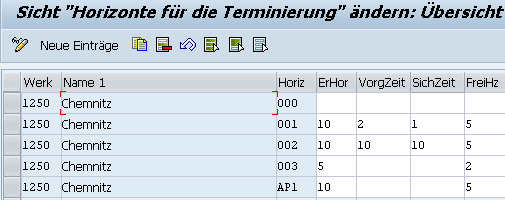 Sicht "Horizonte für die Terminierung" ändern: Übersicht
Neue Einträge
Werk Name 1 Horiz ErHor VorgZeit SichZeit FreiHz
1250 Chemnitz 000
1250 Chemnitz 001 10 2 1 5
1250 Chemnitz 002 10 10 10 5
1250 Chemnitz 003 5 2
1250 Chemnitz AP1 10 5